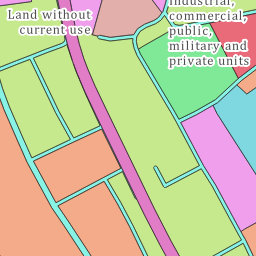 Land without
current use
industrial,
commercial,
public,
military and
private units